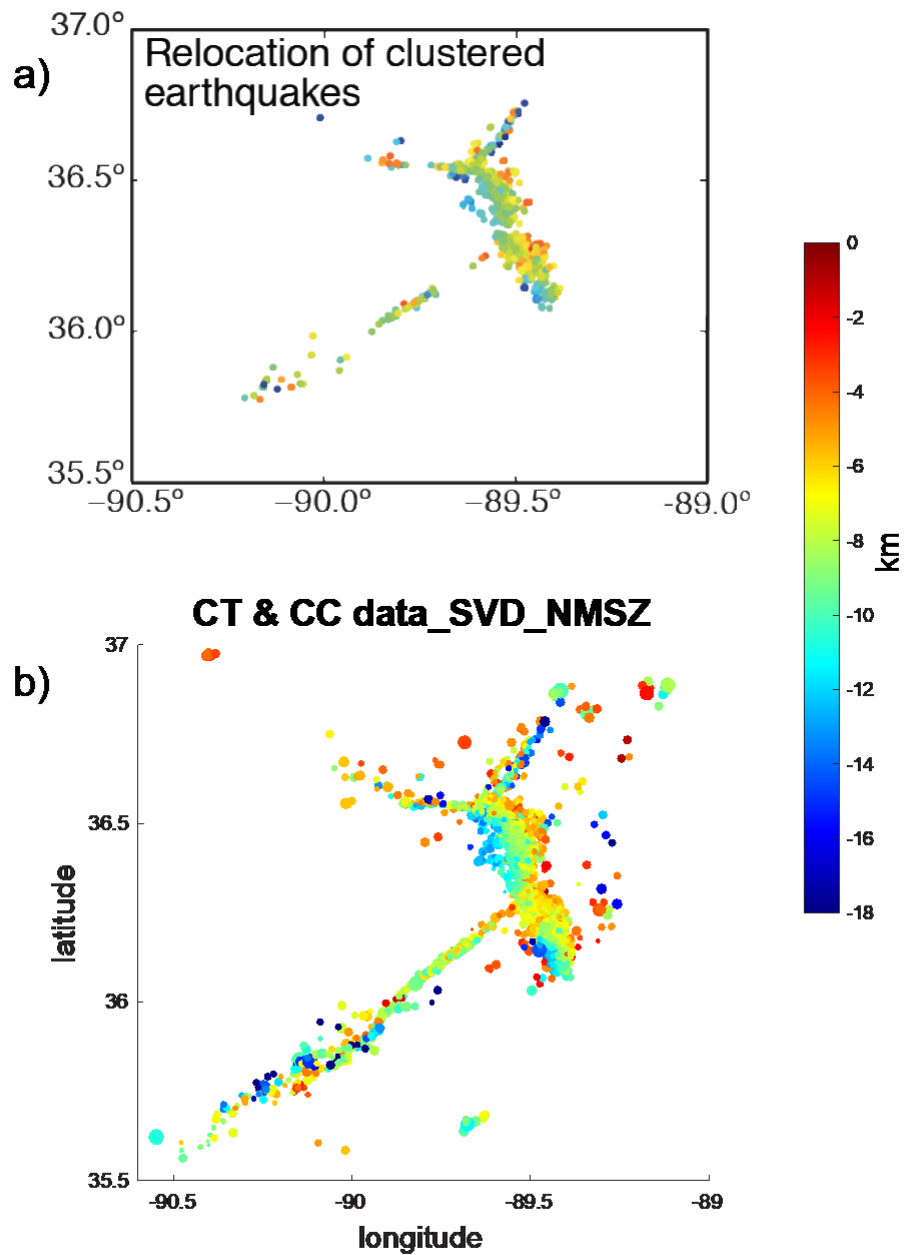 a)
Relocation of clustered
earthquakes
37.0°
36.5°
36.0°
35.5°
−90.5° −90.0° −89.5° -89.0°
0
-2
-4
-6
-8
-10
-12
-14
-16
-18
km
b)
CT & CC data_SVD_NMSZ
37
36.5
36
35.5
latitude
-90.5 -90 -89.5 -89
longitude